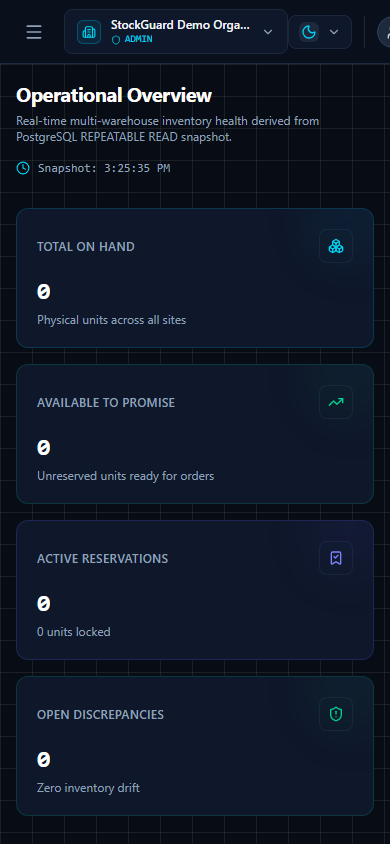 StockGuard Demo Orga...
ADMIN
Operational Overview
Real-time multi-warehouse inventory health derived from
PostgreSQL REPEATABLE READ snapshot.
Snapshot: 3:25:35 PM
TOTAL ON HAND
0
Physical units across all sites
AVAILABLE TO PROMISE
0
Unreserved units ready for orders
ACTIVE RESERVATIONS
0
0 units locked
OPEN DISCREPANCIES
0
Zero inventory drift